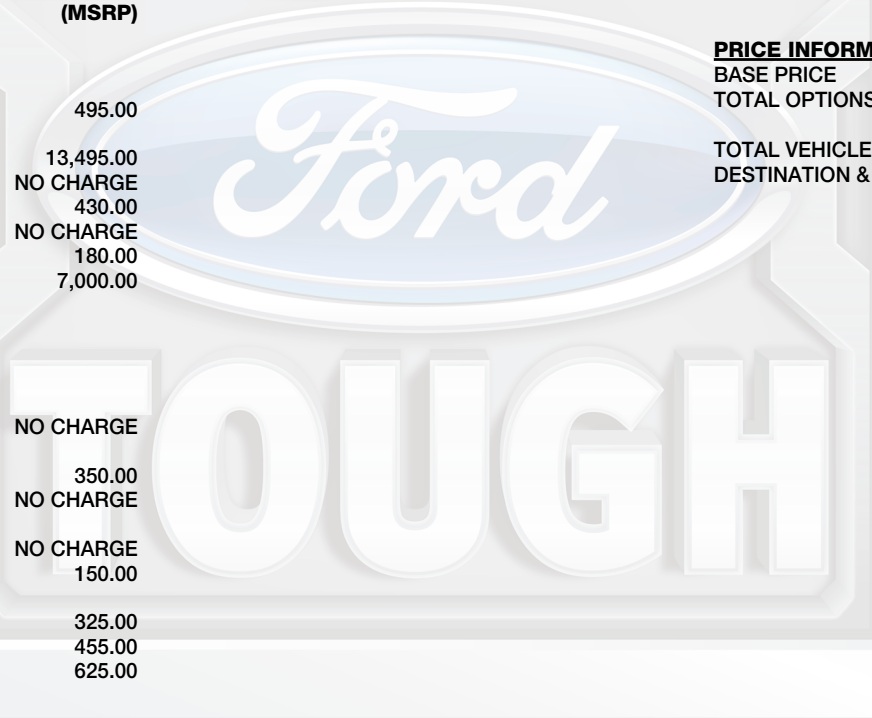 (MSRP)
495.00
13,495.00
NO CHARGE
430.00
NO CHARGE
180.00
7,000.00
NO CHARGE
350.00
NO CHARGE
NO CHARGE
150.00
325.00
455.00
625.00
PRICE INFORM
BASE PRICE
TOTAL OPTIONS
TOTAL VEHICLE
DESTINATION &
Ford
TOUGH